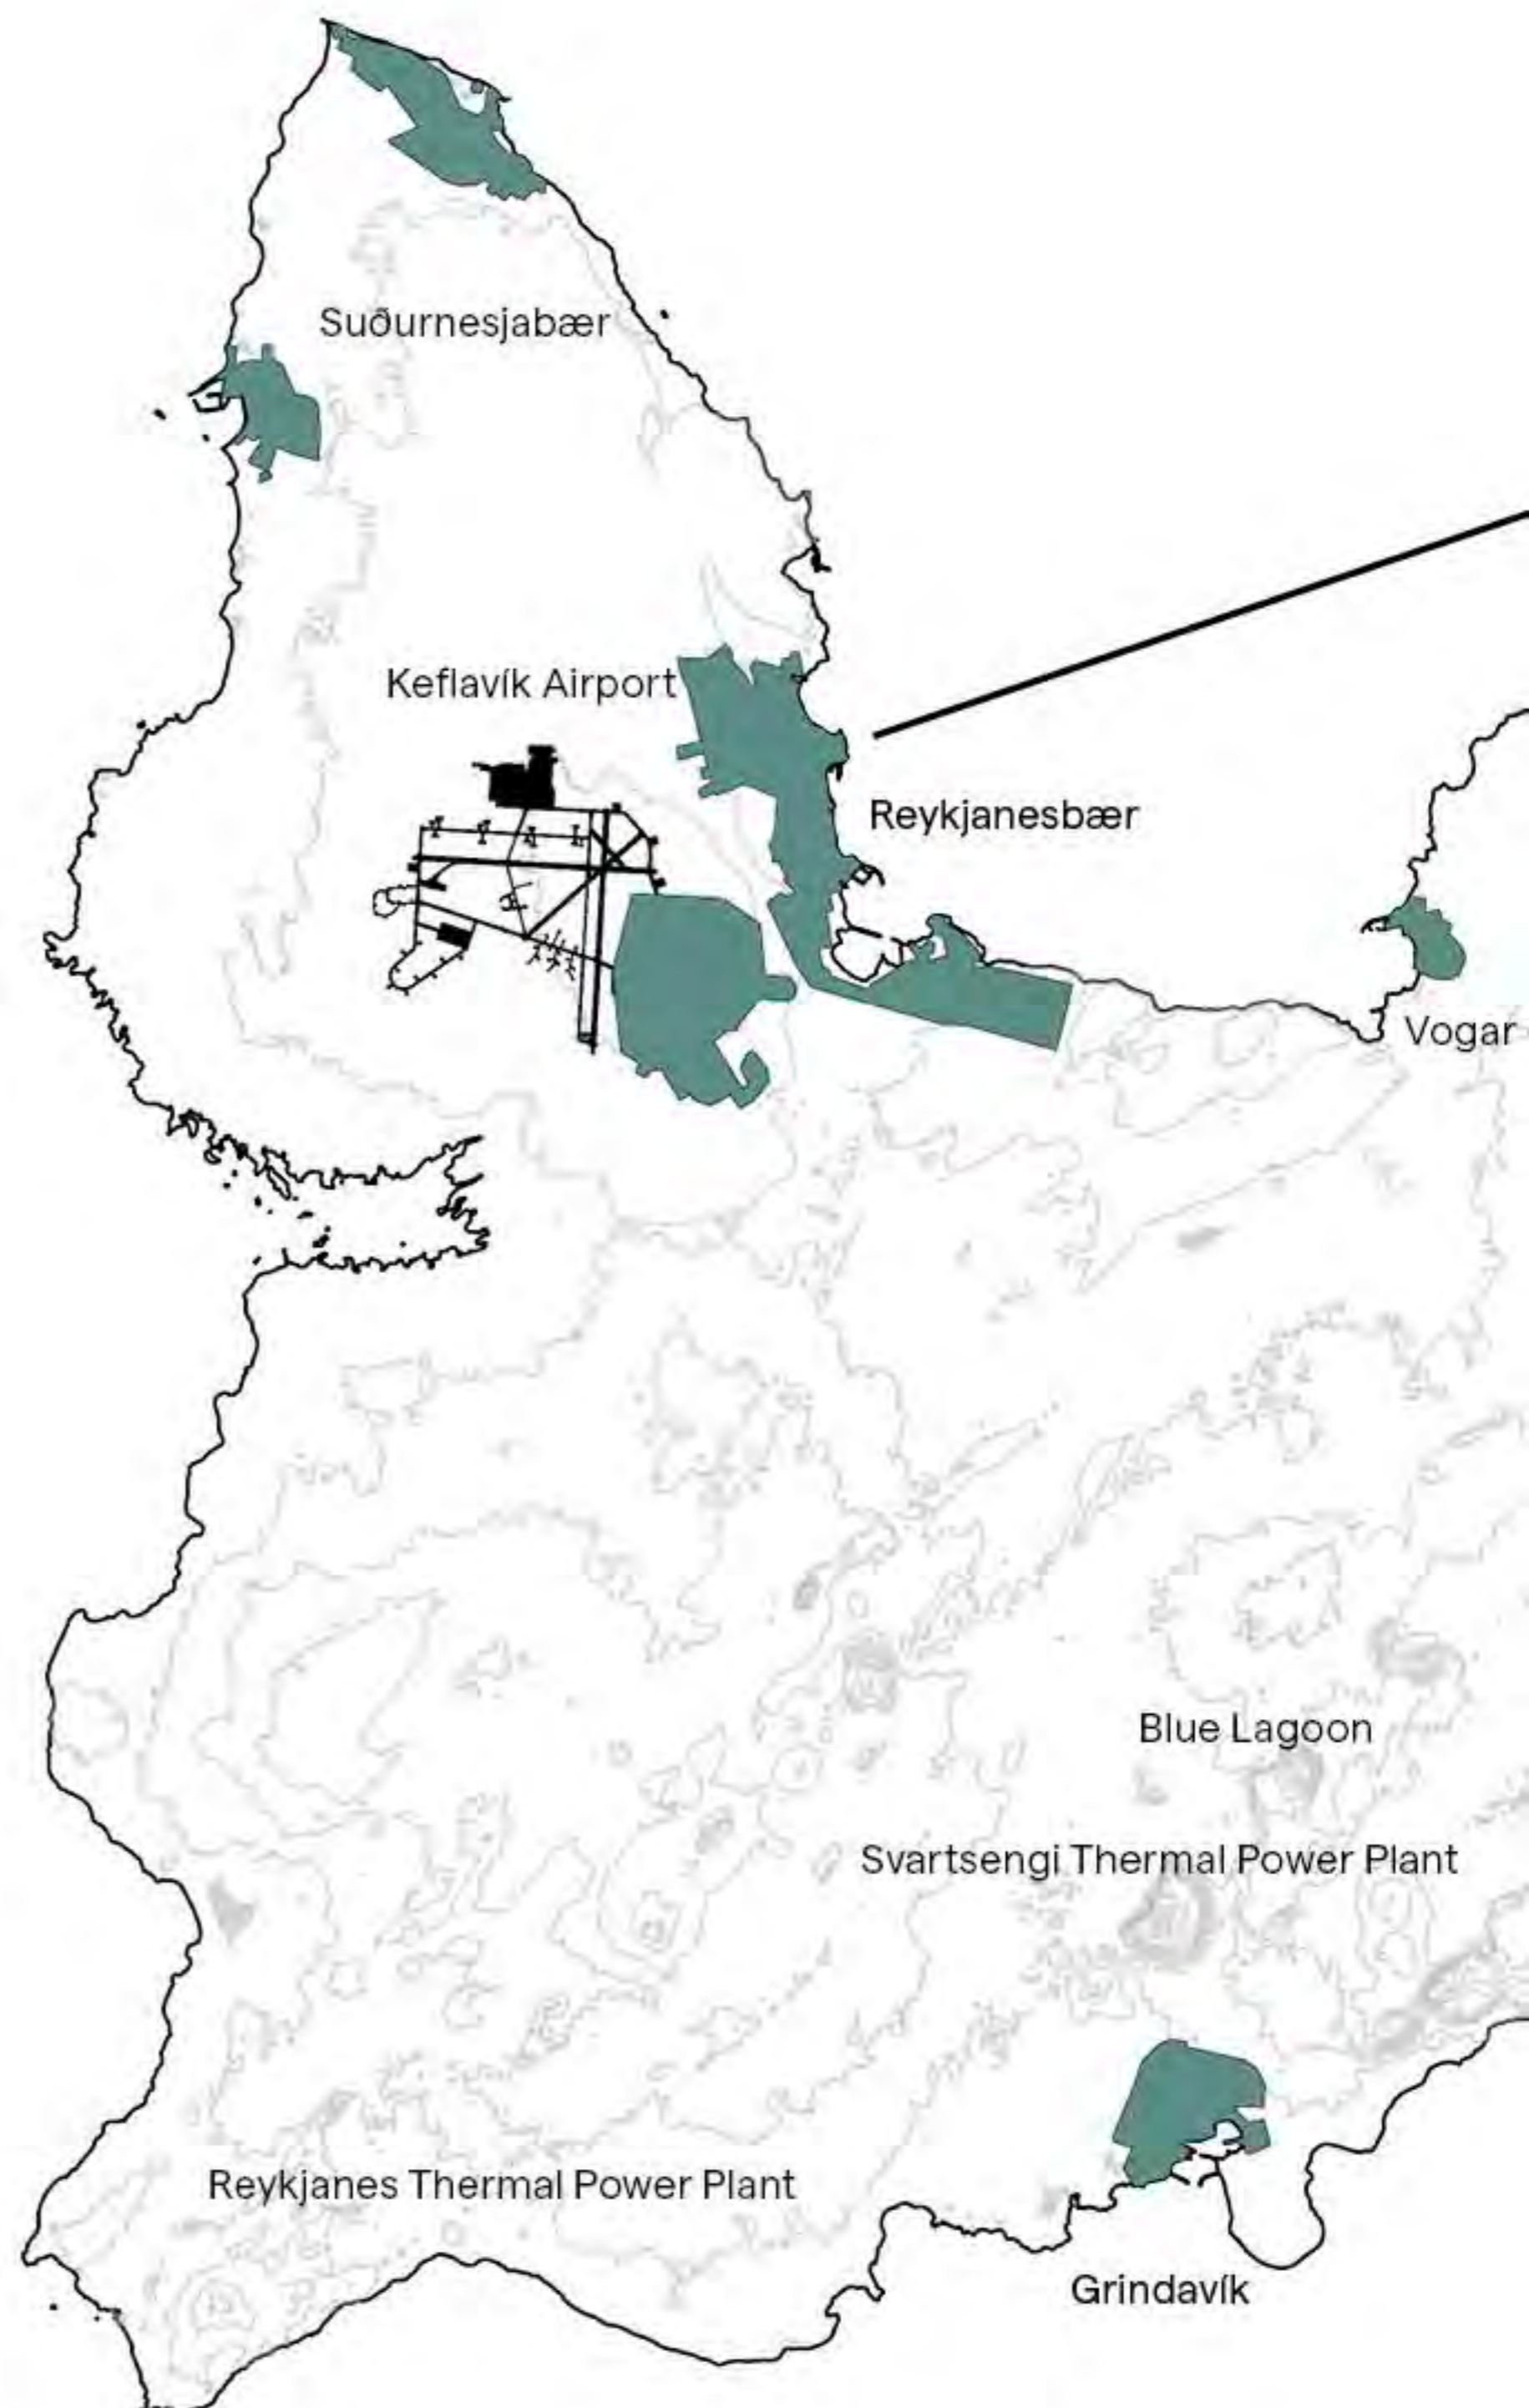 Suðurnesjabær
Keflavík Airport
Reykjanesbær
Vogar
Blue Lagoon
Svartsengi Thermal Power Plant
Reykjanes Thermal Power Plant
Grindavík